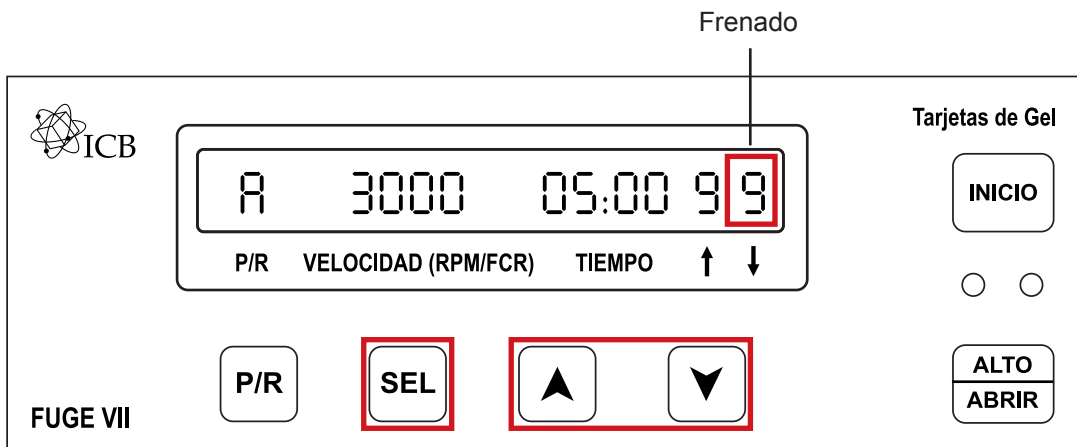 Frenado
ICB
Tarjetas de Gel
A 3000 05:00 9 9
INICIO
P/R VELOCIDAD (RPM/FCR) TIEMPO ↑ ↓
P/R SEL
ALTO
ABRIR
FUGE VII